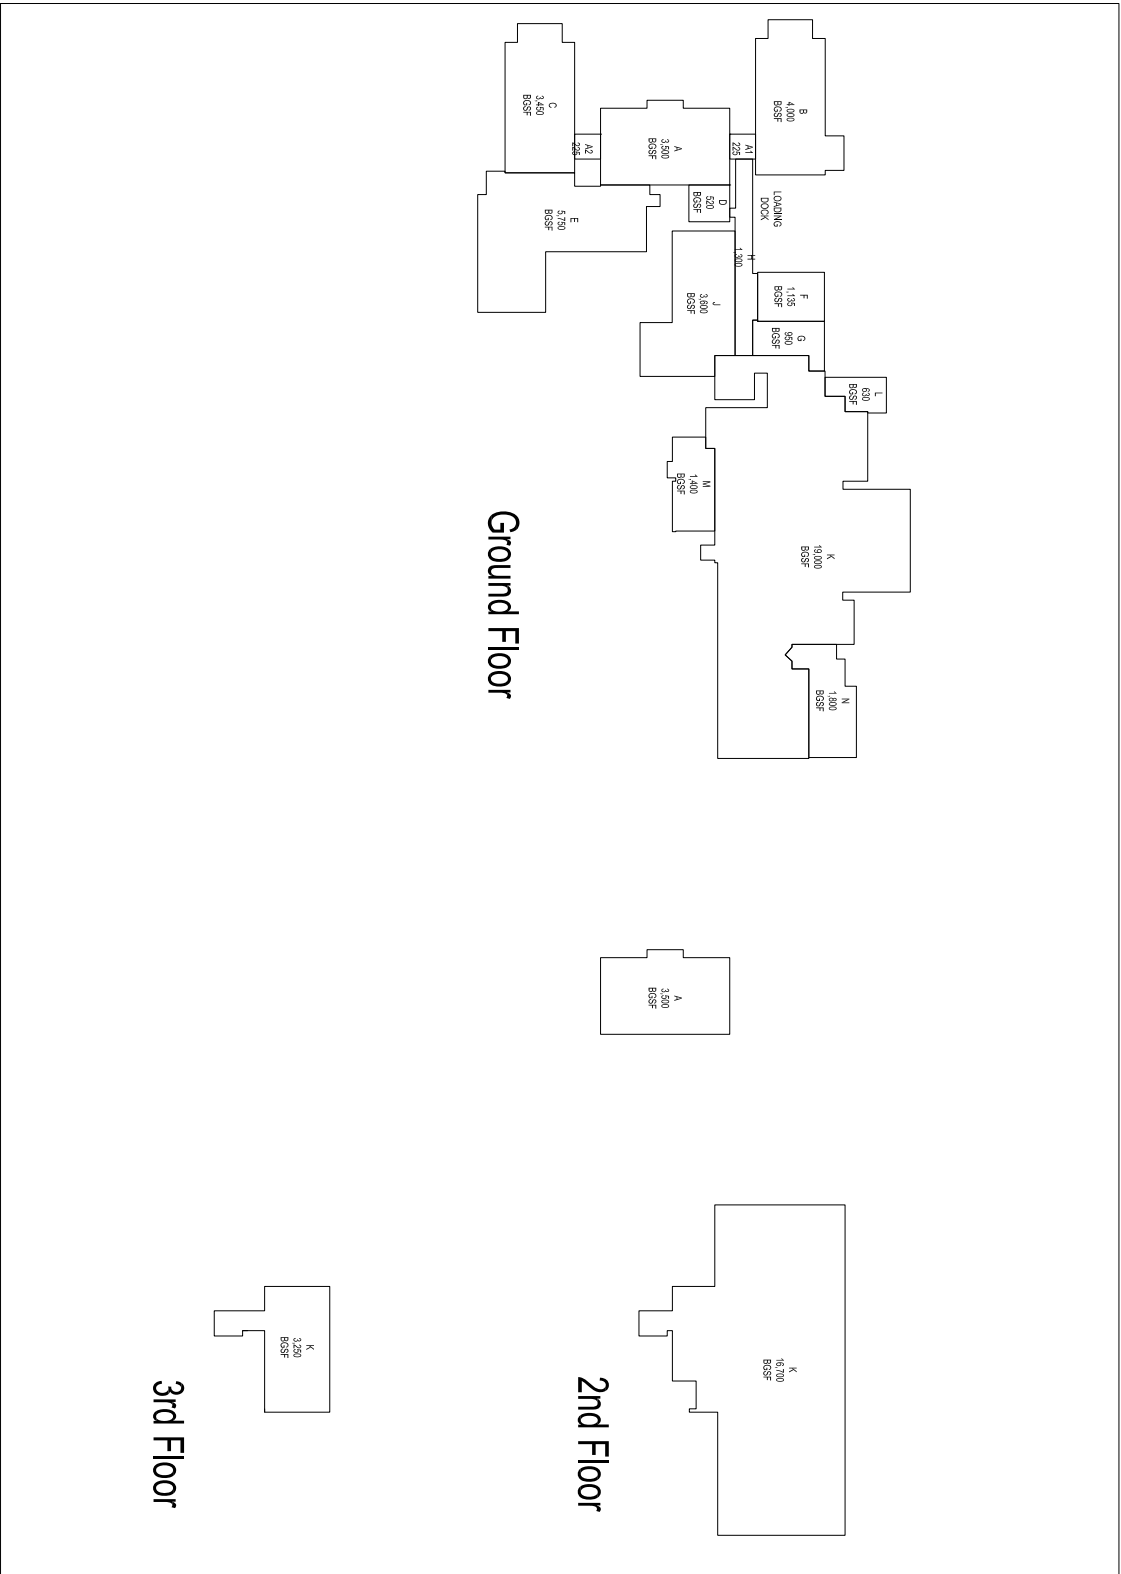 B
4,000
BGSF
A1
225
A
3,500
BGSF
A2
225
C
3,450
BGSF
LOADING
DOCK
D
520
BGSF
E
5,750
BGSF
H
1,300
F
1,135
BGSF
G
950
BGSF
J
3,600
BGSF
L
630
BGSF
M
1,400
BGSF
K
19,000
BGSF
N
1,800
BGSF
Ground Floor
A
3,500
BGSF
K
16,700
BGSF
2nd Floor
K
3,250
BGSF
3rd Floor